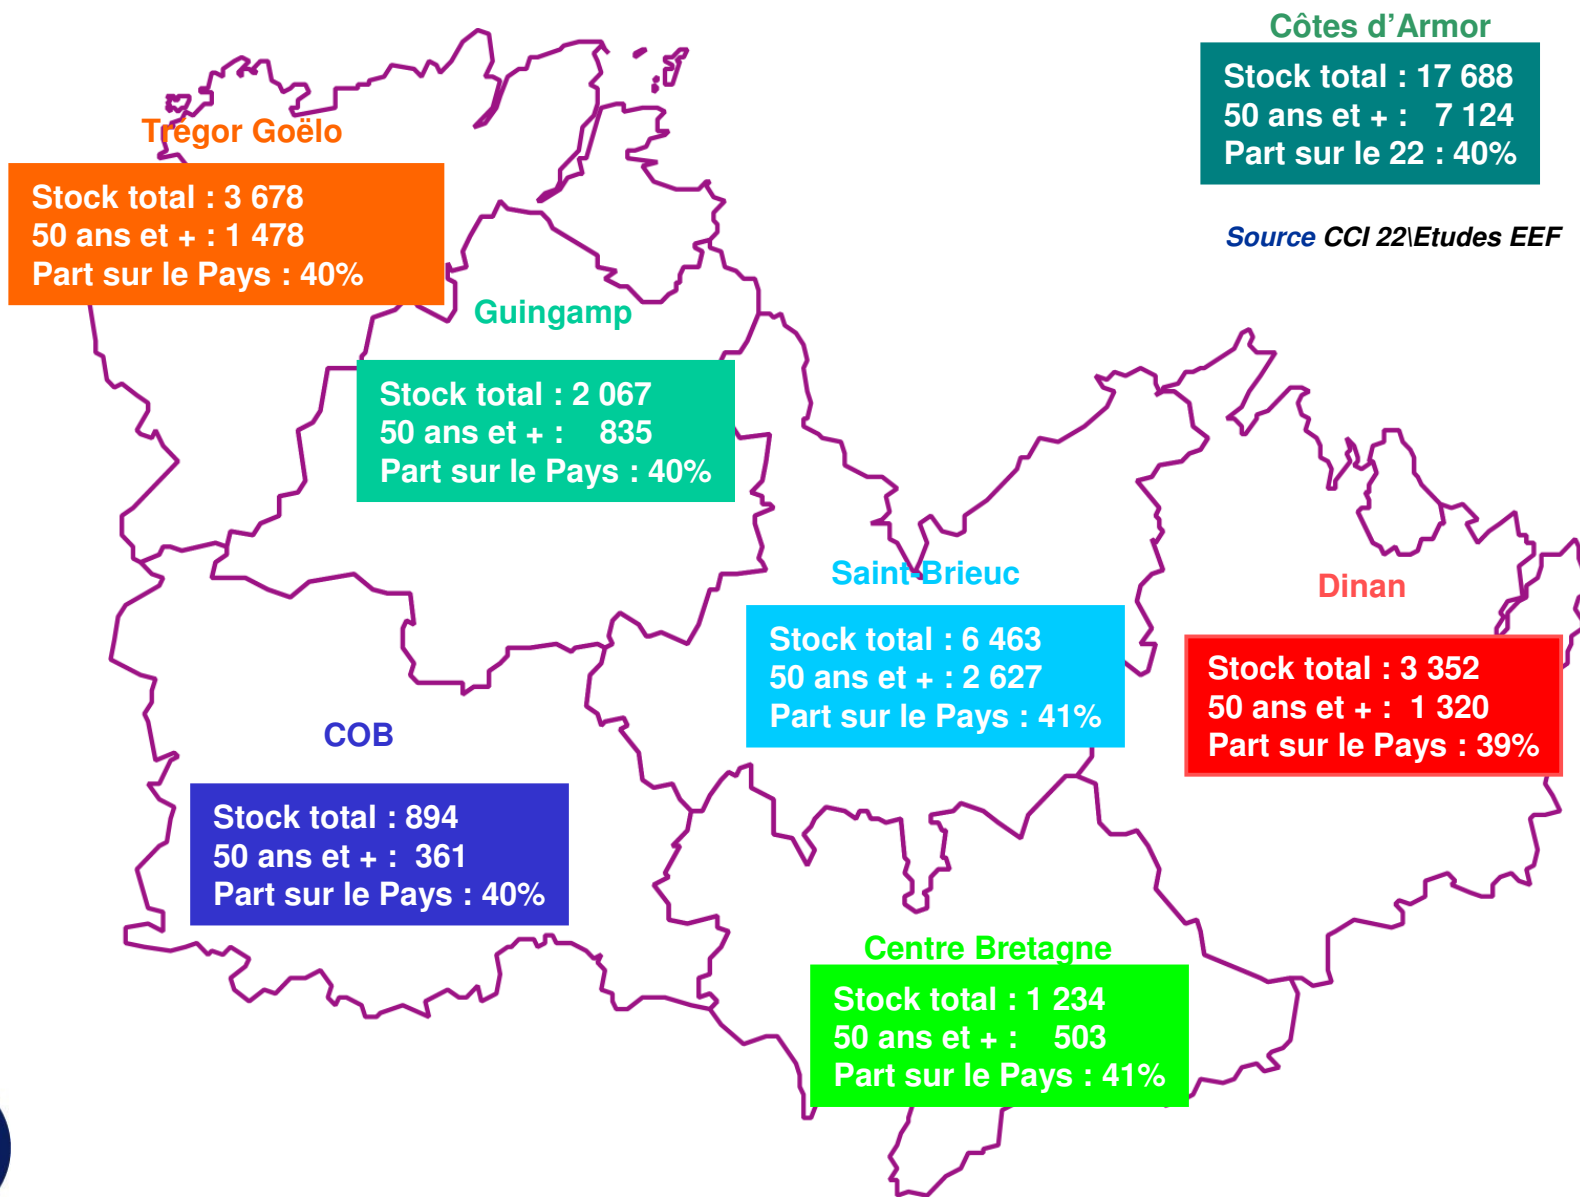 Côtes d’Armor
Stock total : 17 688
50 ans et + : 7 124
Part sur le 22 : 40%
Source CCI 22\Etudes EEF
Trégor Goëlo
Stock total : 3 678
50 ans et + : 1 478
Part sur le Pays : 40%
Guingamp
Stock total : 2 067
50 ans et + : 835
Part sur le Pays : 40%
Saint-Brieuc
Stock total : 6 463
50 ans et + : 2 627
Part sur le Pays : 41%
Dinan
Stock total : 3 352
50 ans et + : 1 320
Part sur le Pays : 39%
COB
Stock total : 894
50 ans et + : 361
Part sur le Pays : 40%
Centre Bretagne
Stock total : 1 234
50 ans et + : 503
Part sur le Pays : 41%